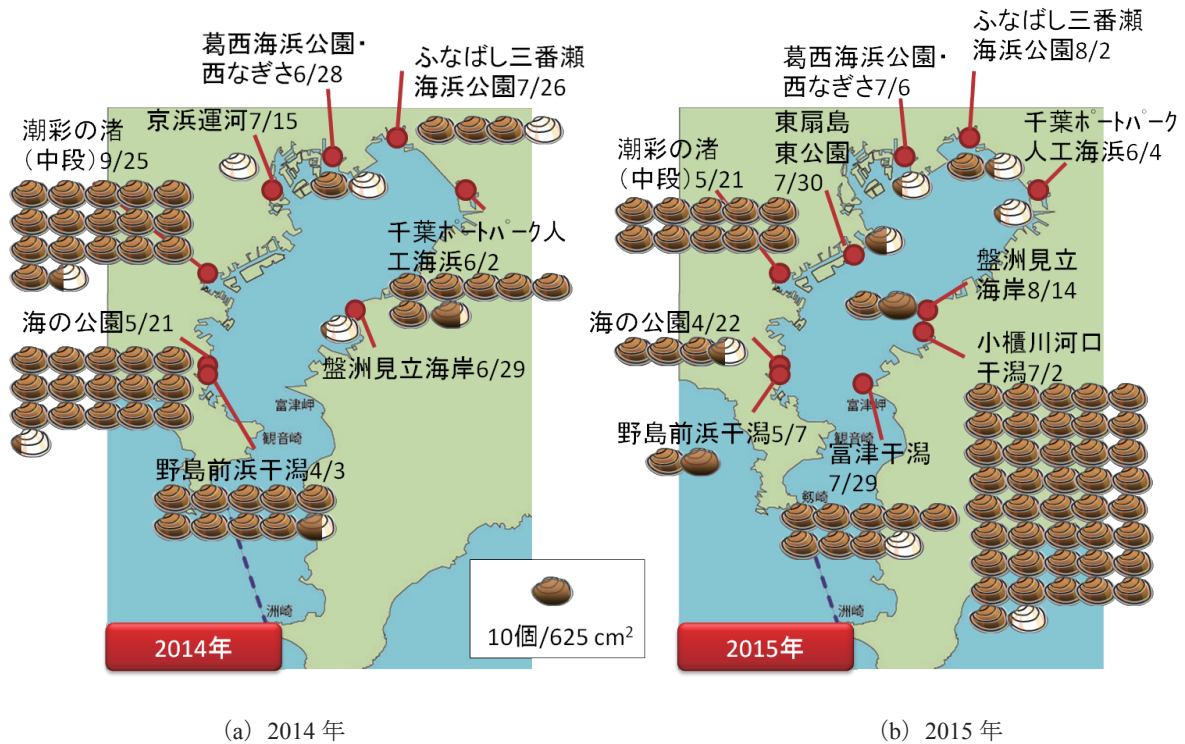 葛西海浜公園・
西なぎさ6/28
ふなばし三番瀬
海浜公園7/26
京浜運河7/15
潮彩の渚
（中段）9/25
千葉ﾎﾟｰﾄﾊﾟｰｸ人
工海浜6/2
海の公園5/21
盤洲見立海岸6/29
富津岬
観音崎
野島前浜干潟4/3
洲崎
2014年
10個/625 cm²
ふなばし三番瀬
海浜公園8/2
葛西海浜公園・
西なぎさ7/6
東扇島
東公園
7/30
千葉ﾎﾟｰﾄﾊﾟｰｸ
人工海浜6/4
潮彩の渚
（中段）5/21
盤洲見立
海岸8/14
海の公園4/22
小櫃川河口
干潟7/2
富津岬
野島前浜干潟5/7
観音崎
富津干潟
7/29
剱崎
洲崎
2015年
(a) 2014 年
(b) 2015 年